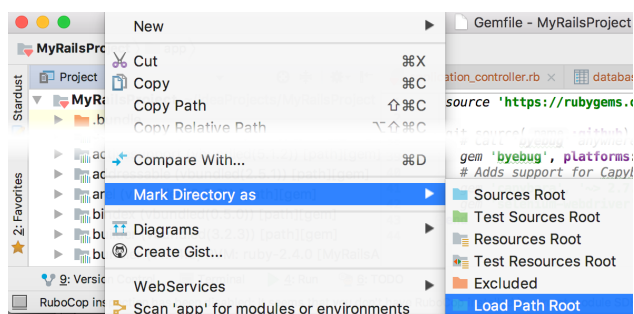 Gemfile - MyRailsProject
MyRailsPro
New
Cut ⌘X
Copy ⌘C
Copy Path ⇧⌘C
Copy Relative Path ⌥⇧⌘C
Compare With... ⌘D
Mark Directory as
Diagrams
Create Gist...
WebServices
Scan 'app' for modules or environments
Stardust
Project
MyRa
2: Favorites
9: Version
RuboCop ins
ation_controller.rb
databas
source 'https://rubygems.o
gem 'byebug', platforms:
# Adds support for Capyb
Sources Root
Test Sources Root
Resources Root
Test Resources Root
Excluded
Load Path Root